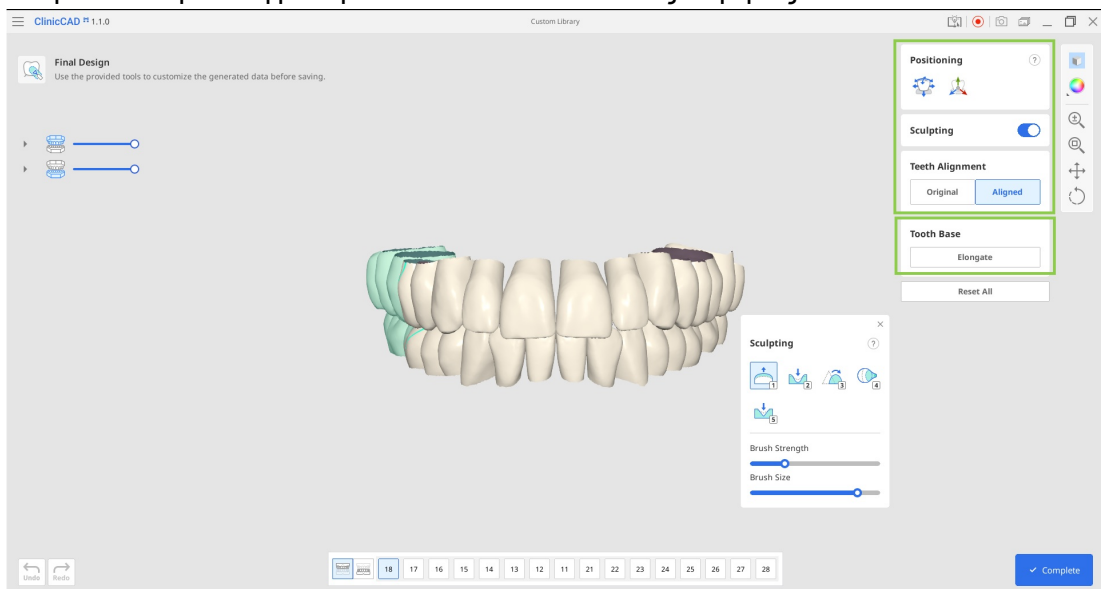 ClinicCAD 1.1.0
Custom Library
Final Design
Use the provided tools to customize the generated data before saving.
Positioning
?
Sculpting
Teeth Alignment
Original Aligned
Tooth Base
Elongate
Reset All
Sculpting
?
1 2 3 4
5
Brush Strength
Brush Size
Undo Redo
18 17 16 15 14 13 12 11 21 22 23 24 25 26 27 28
Complete